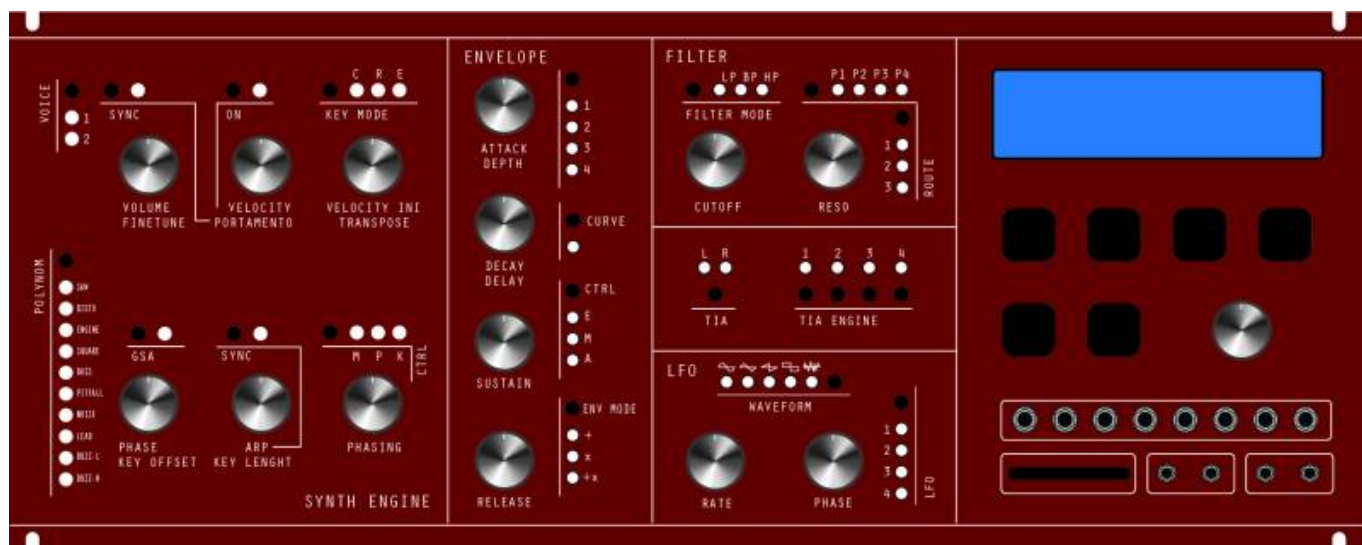 VOICE
1
2
SYNC
ON
C R E
KEY MODE
VOLUME
FINETUNE
VELOCITY
PORTAMENTO
VELOCITY INI
TRANSPOSE
POLYNOM
SAW
DISTO
ENGINE
SQUARE
BASS
PITFALL
NOISE
LEAD
BUZZ-L
BUZZ-H
GSA
SYNC
M P K
CTRL
PHASE
KEY OFFSET
ARP
KEY LENGHT
PHASING
SYNTH ENGINE
ENVELOPE
1
2
3
4
ATTACK
DEPTH
CURVE
DECAY
DELAY
CTRL
E
M
A
SUSTAIN
ENV MODE
+
x
+x
RELEASE
FILTER
LP BP HP
FILTER MODE
P1 P2 P3 P4
1
2
3
ROUTE
CUTOFF
RESO
L R
TIA
1 2 3 4
TIA ENGINE
LFO
WAVEFORM
1
2
3
4
LFO
RATE
PHASE